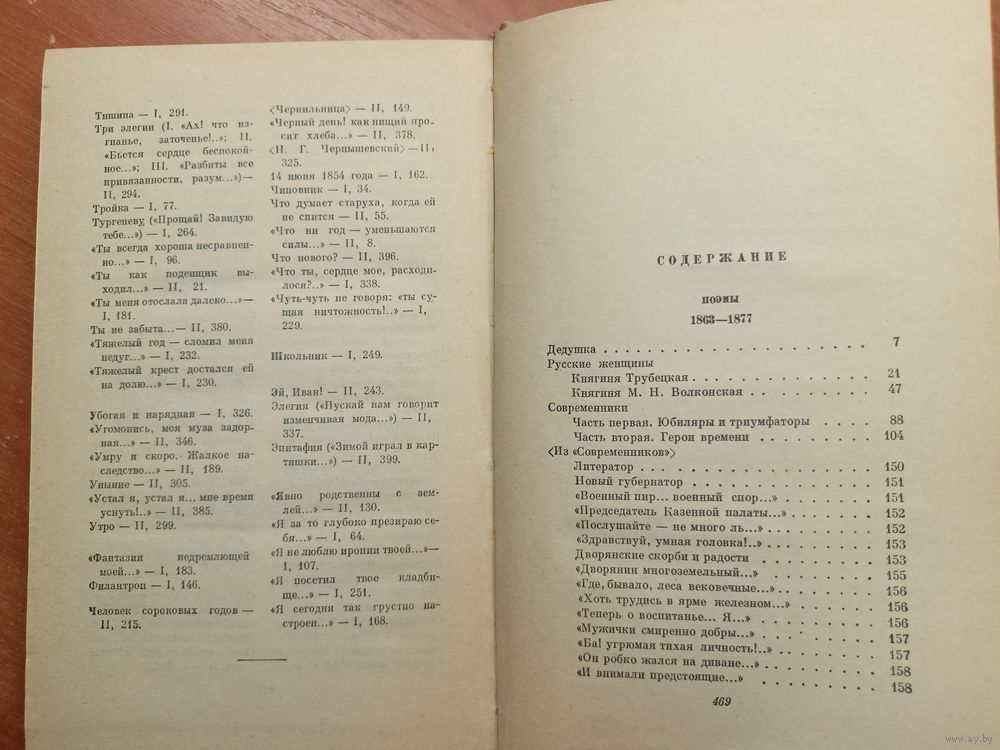 Тишина — I, 291.
Три элегии (I. «Ах! что из-
гнанье, заточенье!..»; II.
«Бьется сердце беспокой-
ное...»; III. «Разбиты все
привязанности, разум...»)—
II, 294.
Тройка — I, 77.
Тургеневу («Прощай! Завидую
тебе...») — I, 264.
«Ты всегда хороша несравнен-
но...» — I, 96.
«Ты как поденщик вы-
ходил...» — II, 21.
«Ты меня отослала далеко...»—
I, 181.
Ты не забыта...— II, 380.
«Тяжелый год — сломил меня
недуг...» — I, 232.
«Тяжелый крест достался ей
на долю...» — I, 230.
Убогая и нарядная — I, 326.
«Угомонись, моя муза задор-
ная...» — II, 346.
«Умру я скоро. Жалкое на-
следство...» — II, 189.
Уныние — II, 305.
«Устал я, устал я... мне время
уснуть!..» — II, 385.
Утро — II, 299.
«Фантазии недремлющей
моей...» — I, 183.
Филантроп — I, 146.
Человек сороковых годов —
II, 215.
<Чернильница> — II, 149.
«Черный день! как нищий про-
сит хлеба...» — II, 378.
<Н. Г. Чернышевский>—II,
325.
14 июня 1854 года — I, 162.
Чиновник — I, 34.
Что думает старуха, когда ей
не спится — II, 55.
«Что ни год — уменьшаются
силы...» — II, 8.
Что нового? — II, 396.
«Что ты, сердце мое, расходи-
лося?..» — I, 338.
«Чуть-чуть не говоря: «ты су-
щая ничтожность!..» — I,
229.
Школьник — I, 249.
Эй, Иван! — II, 243.
Элегия («Пускай нам говорит
изменчивая мода...») — II,
337.
Эпитафия («Зимой играл в кар-
тишки...») — II, 399.
«Явно родственны с зем-
лей...» — II, 130.
«Я за то глубоко презираю се-
бя...» — I, 64.
«Я не люблю иронии твоей...»—
I, 107.
«Я посетил твое кладби-
ще...» — I, 251.
«Я сегодня так грустно на-
строен...» — I, 168.
СОДЕРЖАНИЕ
ПОЭМЫ
1863—1877
Дедушка . . . . . . . . . . . . . . . . . . . . . . . . 7
Русские женщины
Княгиня Трубецкая . . . . . . . . . . . . . . 21
Княгиня М. Н. Волконская . . . . . . . . . . 47
Современники
Часть первая. Юбиляры и триумфаторы . . . . 88
Часть вторая. Герои времени . . . . . . . . 104
<Из «Современников»>
Литератор . . . . . . . . . . . . . . . . . 150
Новый губернатор . . . . . . . . . . . . . 151
«Военный пир... военный спор...» . . . . . . 151
«Председатель Казенной палаты...» . . . . . . 152
«Послушайте — не много ль...» . . . . . . . 152
«Здравствуй, умная головка!..» . . . . . . . 153
Дворянские скорби и радости . . . . . . . . 153
«Дворянин многоземельный...» . . . . . . . 155
«Где, бывало, леса вековечные...» . . . . . . 156
«Хоть трудись в ярме железном...» . . . . . 156
«Теперь о воспитанье... Я...» . . . . . . . . 156
«Мужички смиренно добры...» . . . . . . . 157
«Ба! угрюмая тихая личность!..» . . . . . . 157
«Он робко жался на диване...» . . . . . . . 158
«И внимали предстоящие...» . . . . . . . . 158
469
www.ay.by